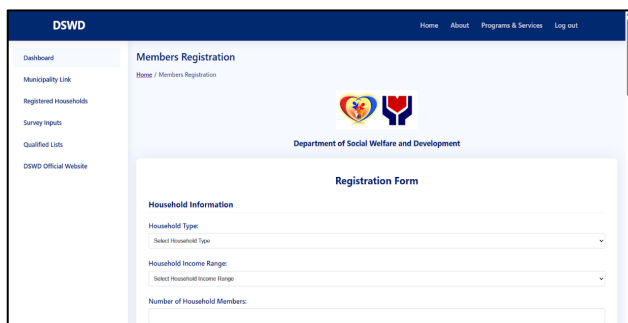 DSWD
Home About Programs & Services Log out
Dashboard
Municipality Link
Registered Households
Survey Inputs
Qualified Lists
DSWD Official Website
Members Registration
Home / Members Registration
Department of Social Welfare and Development
Registration Form
Household Information
Household Type:
Select Household Type
Household Income Range:
Select Household Income Range
Number of Household Members: